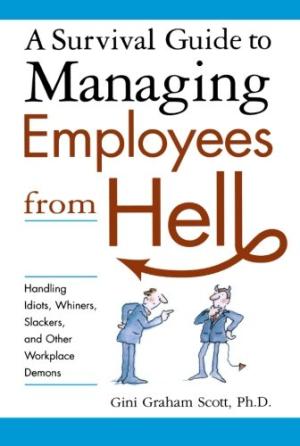 A Survival Guide to
Managing
Employees
from Hell
Handling
Idiots, Whiners,
Slackers,
and Other
Workplace
Demons
Gini Graham Scott, Ph.D.